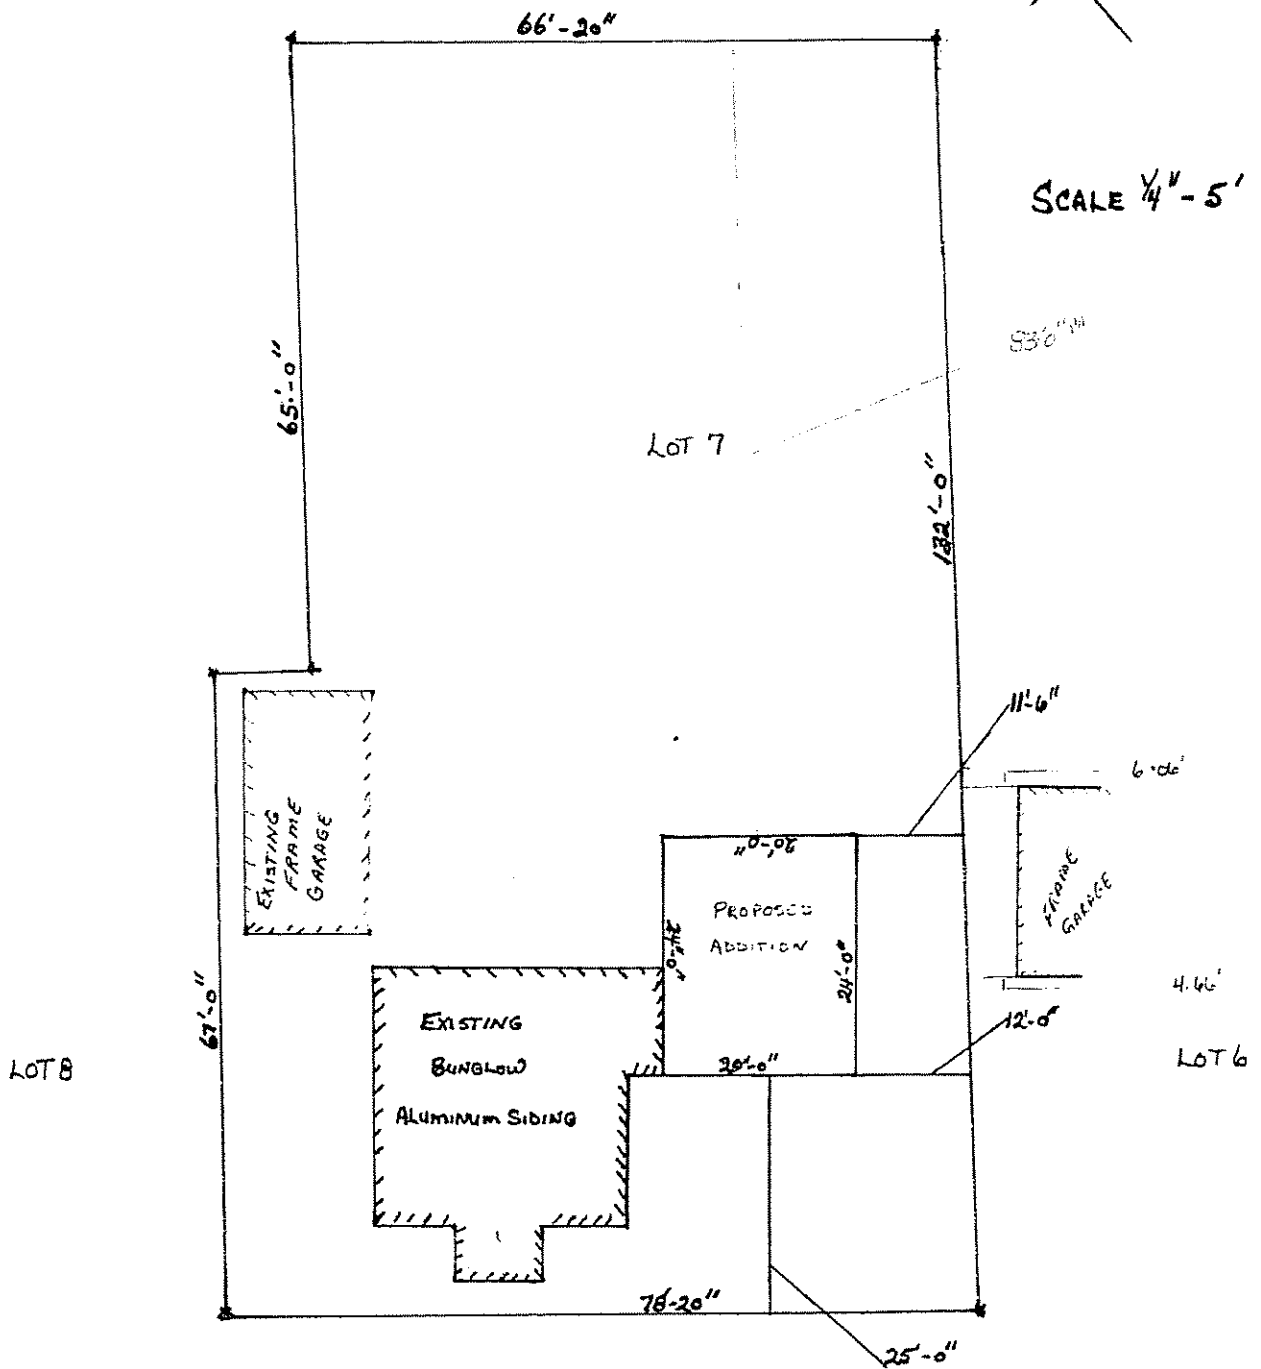 66'-20"
SCALE 1/4"-5'
65'-0"
LOT 7
132'-0"
11'-6"
EXISTING
FRAME
GARAGE
20'-0"
PROPOSED
ADDITION
24'-0"
24'-0"
20'-0"
FRAME
GARAGE
4.66'
12'-0"
67'-0"
LOT 8
LOT 6
EXISTING
BUNGLOW
ALUMINUM SIDING
78'-20"
25'-0"